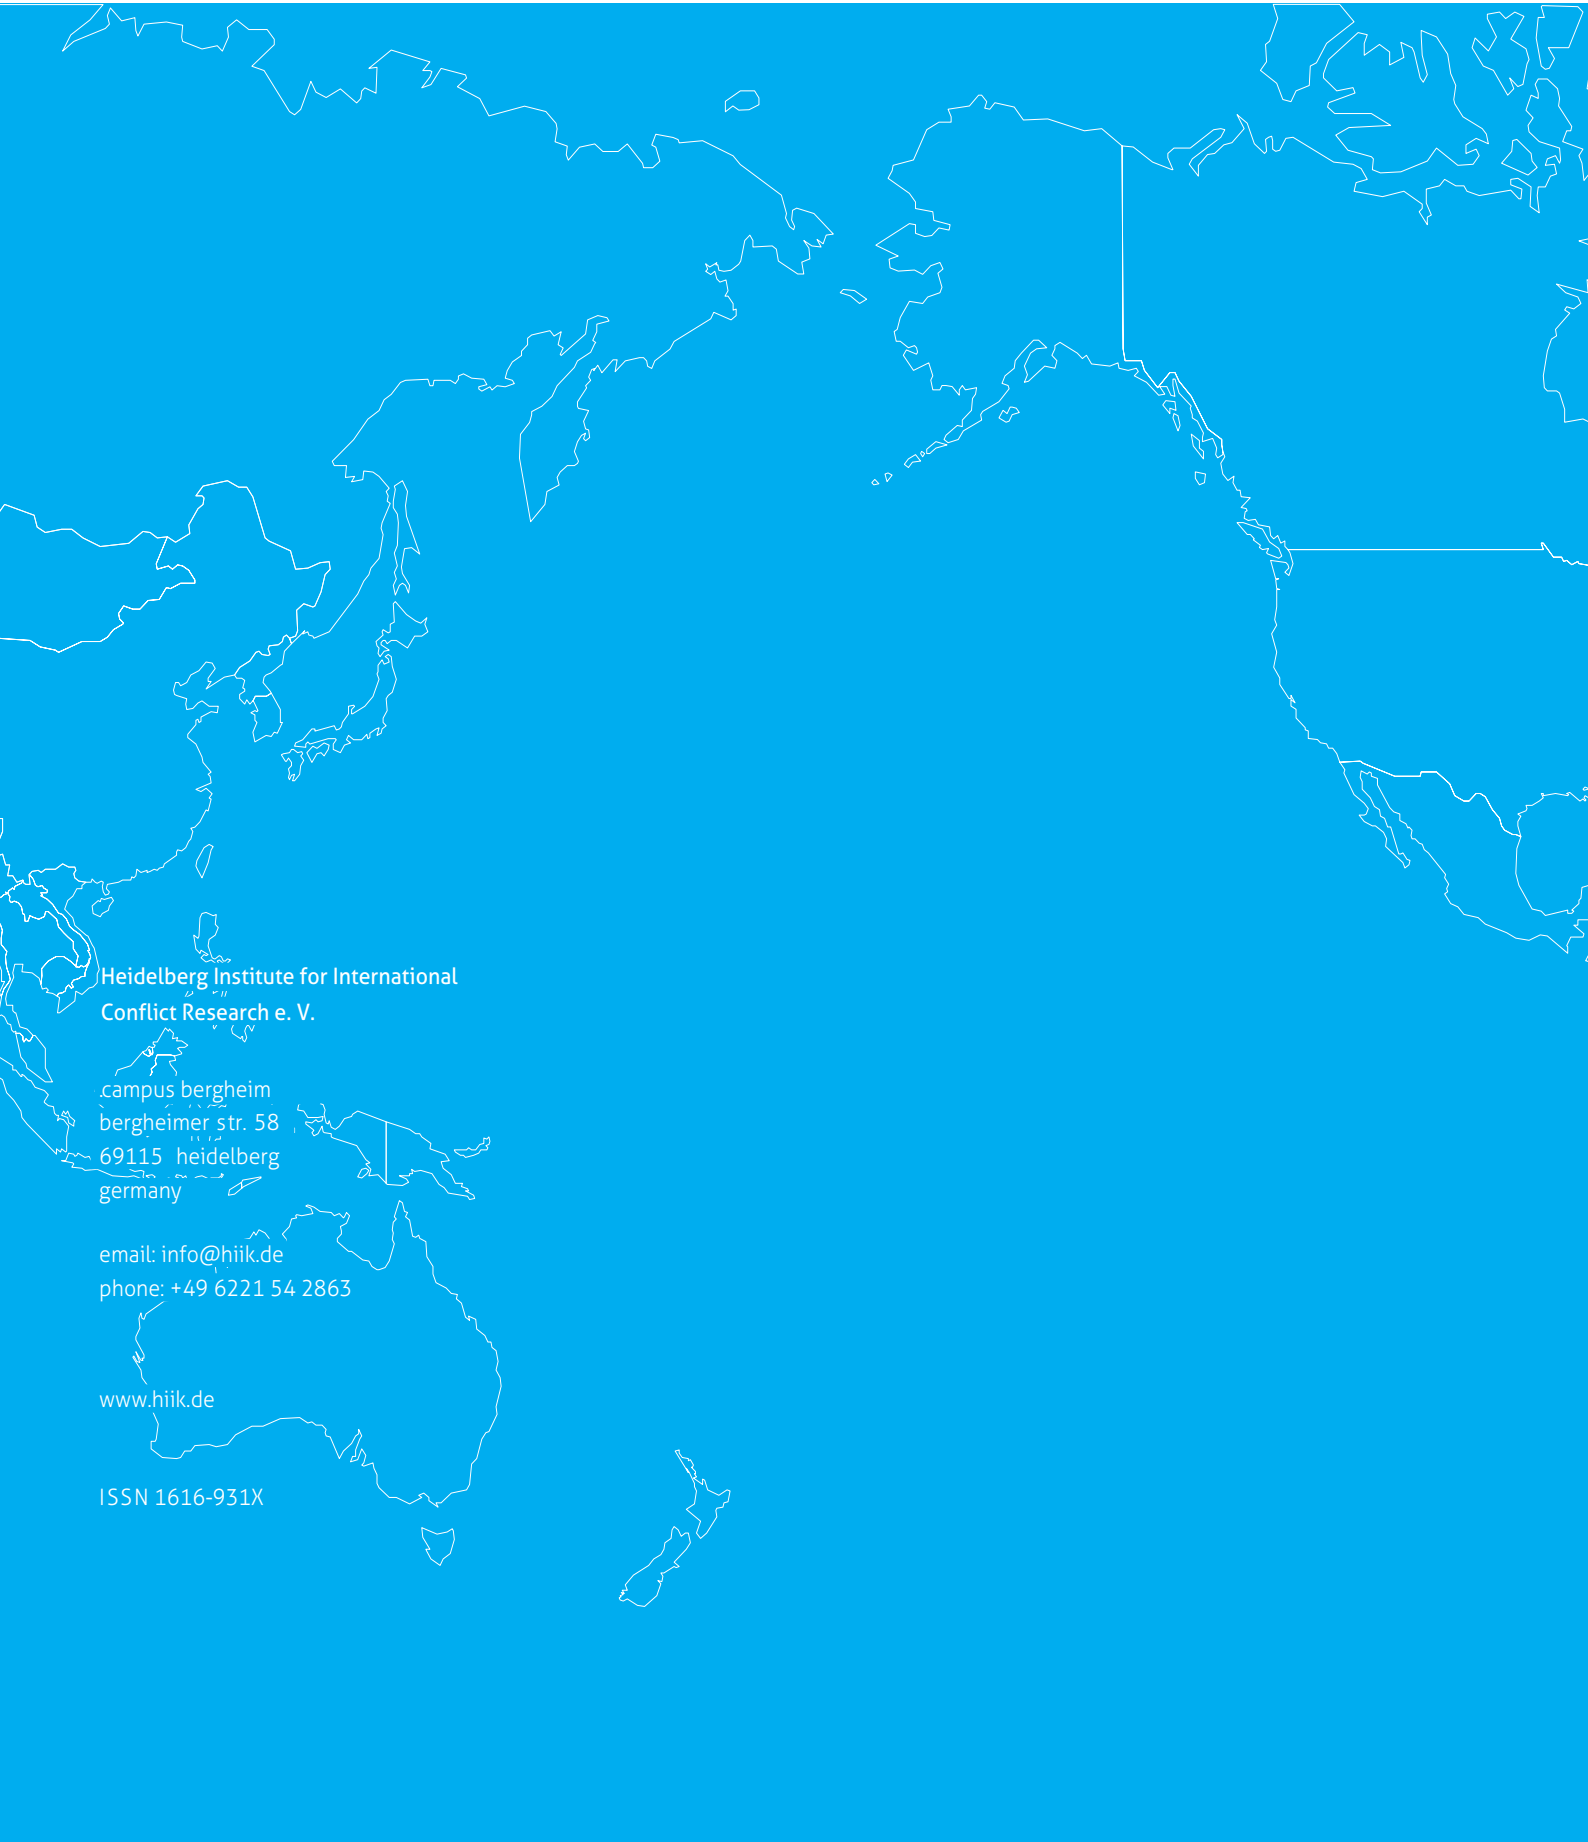 Heidelberg Institute for International
Conflict Research e. V.
campus bergheim
bergheimer str. 58
69115 heidelberg
germany
email: info@hiik.de
phone: +49 6221 54 2863
www.hiik.de
ISSN 1616-931X